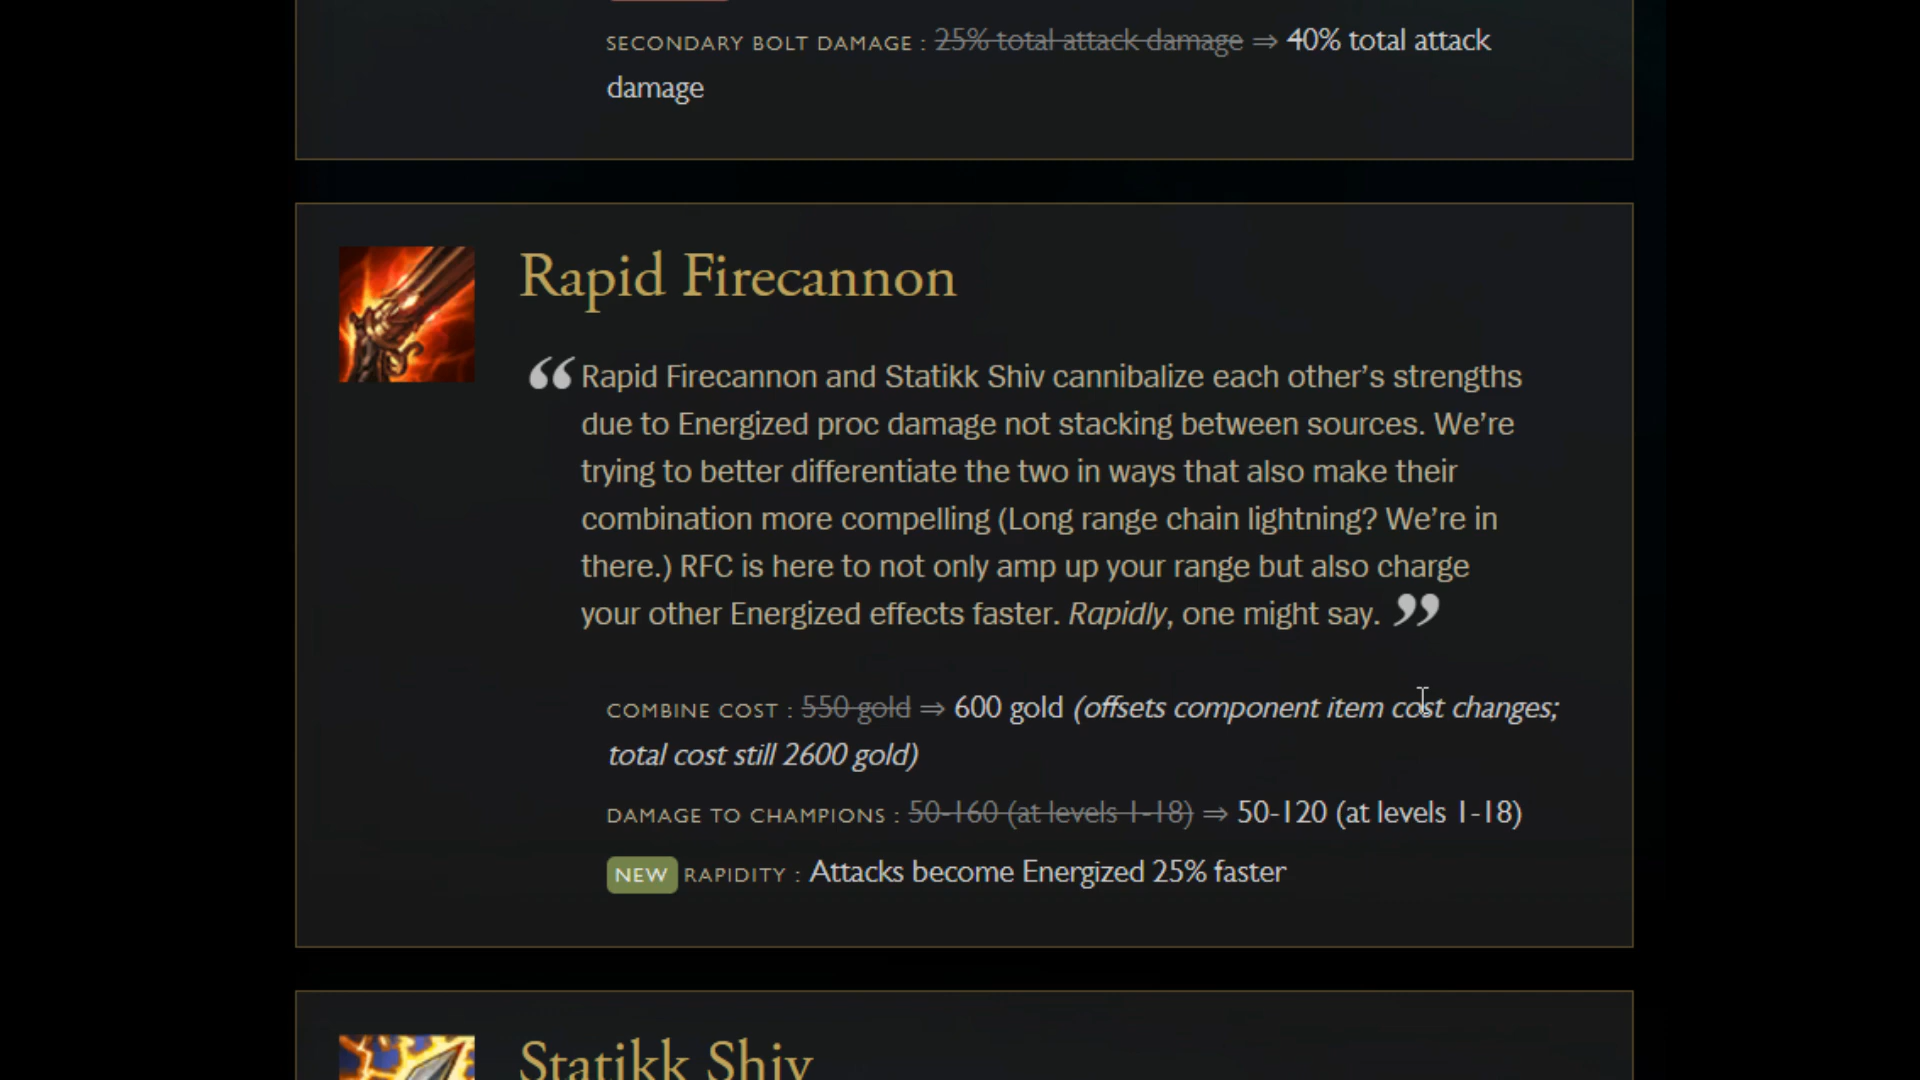 SECONDARY BOLT DAMAGE : 25% total attack damage ⇒ 40% total attack
damage
Rapid Firecannon
“ Rapid Firecannon and Statikk Shiv cannibalize each other’s strengths
due to Energized proc damage not stacking between sources. We’re
trying to better differentiate the two in ways that also make their
combination more compelling (Long range chain lightning? We’re in
there.) RFC is here to not only amp up your range but also charge
your other Energized effects faster. Rapidly, one might say. ”
COMBINE COST : 550 gold ⇒ 600 gold (offsets component item cost changes;
total cost still 2600 gold)
DAMAGE TO CHAMPIONS : 50-160 (at levels 1-18) ⇒ 50-120 (at levels 1-18)
NEW RAPIDITY : Attacks become Energized 25% faster
Statikk Shiv